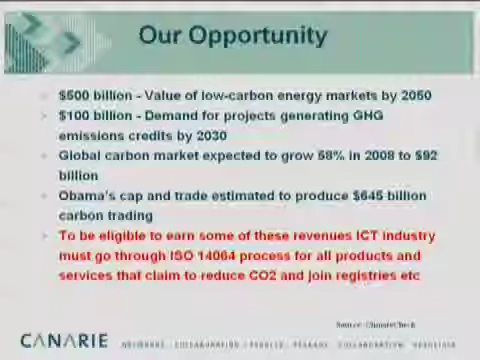 Our Opportunity
$500 billion - Value of low-carbon energy markets by 2050
$100 billion - Demand for projects generating GHG
emissions credits by 2030
Global carbon market expected to grow 58% in 2008 to $92
billion
Obama's cap and trade estimated to produce $645 billion
carbon trading
To be eligible to earn some of these revenues ICT industry
must go through ISO 14064 process for all products and
services that claim to reduce CO2 and join registries etc
Source: ClimateCheck
CANARIE